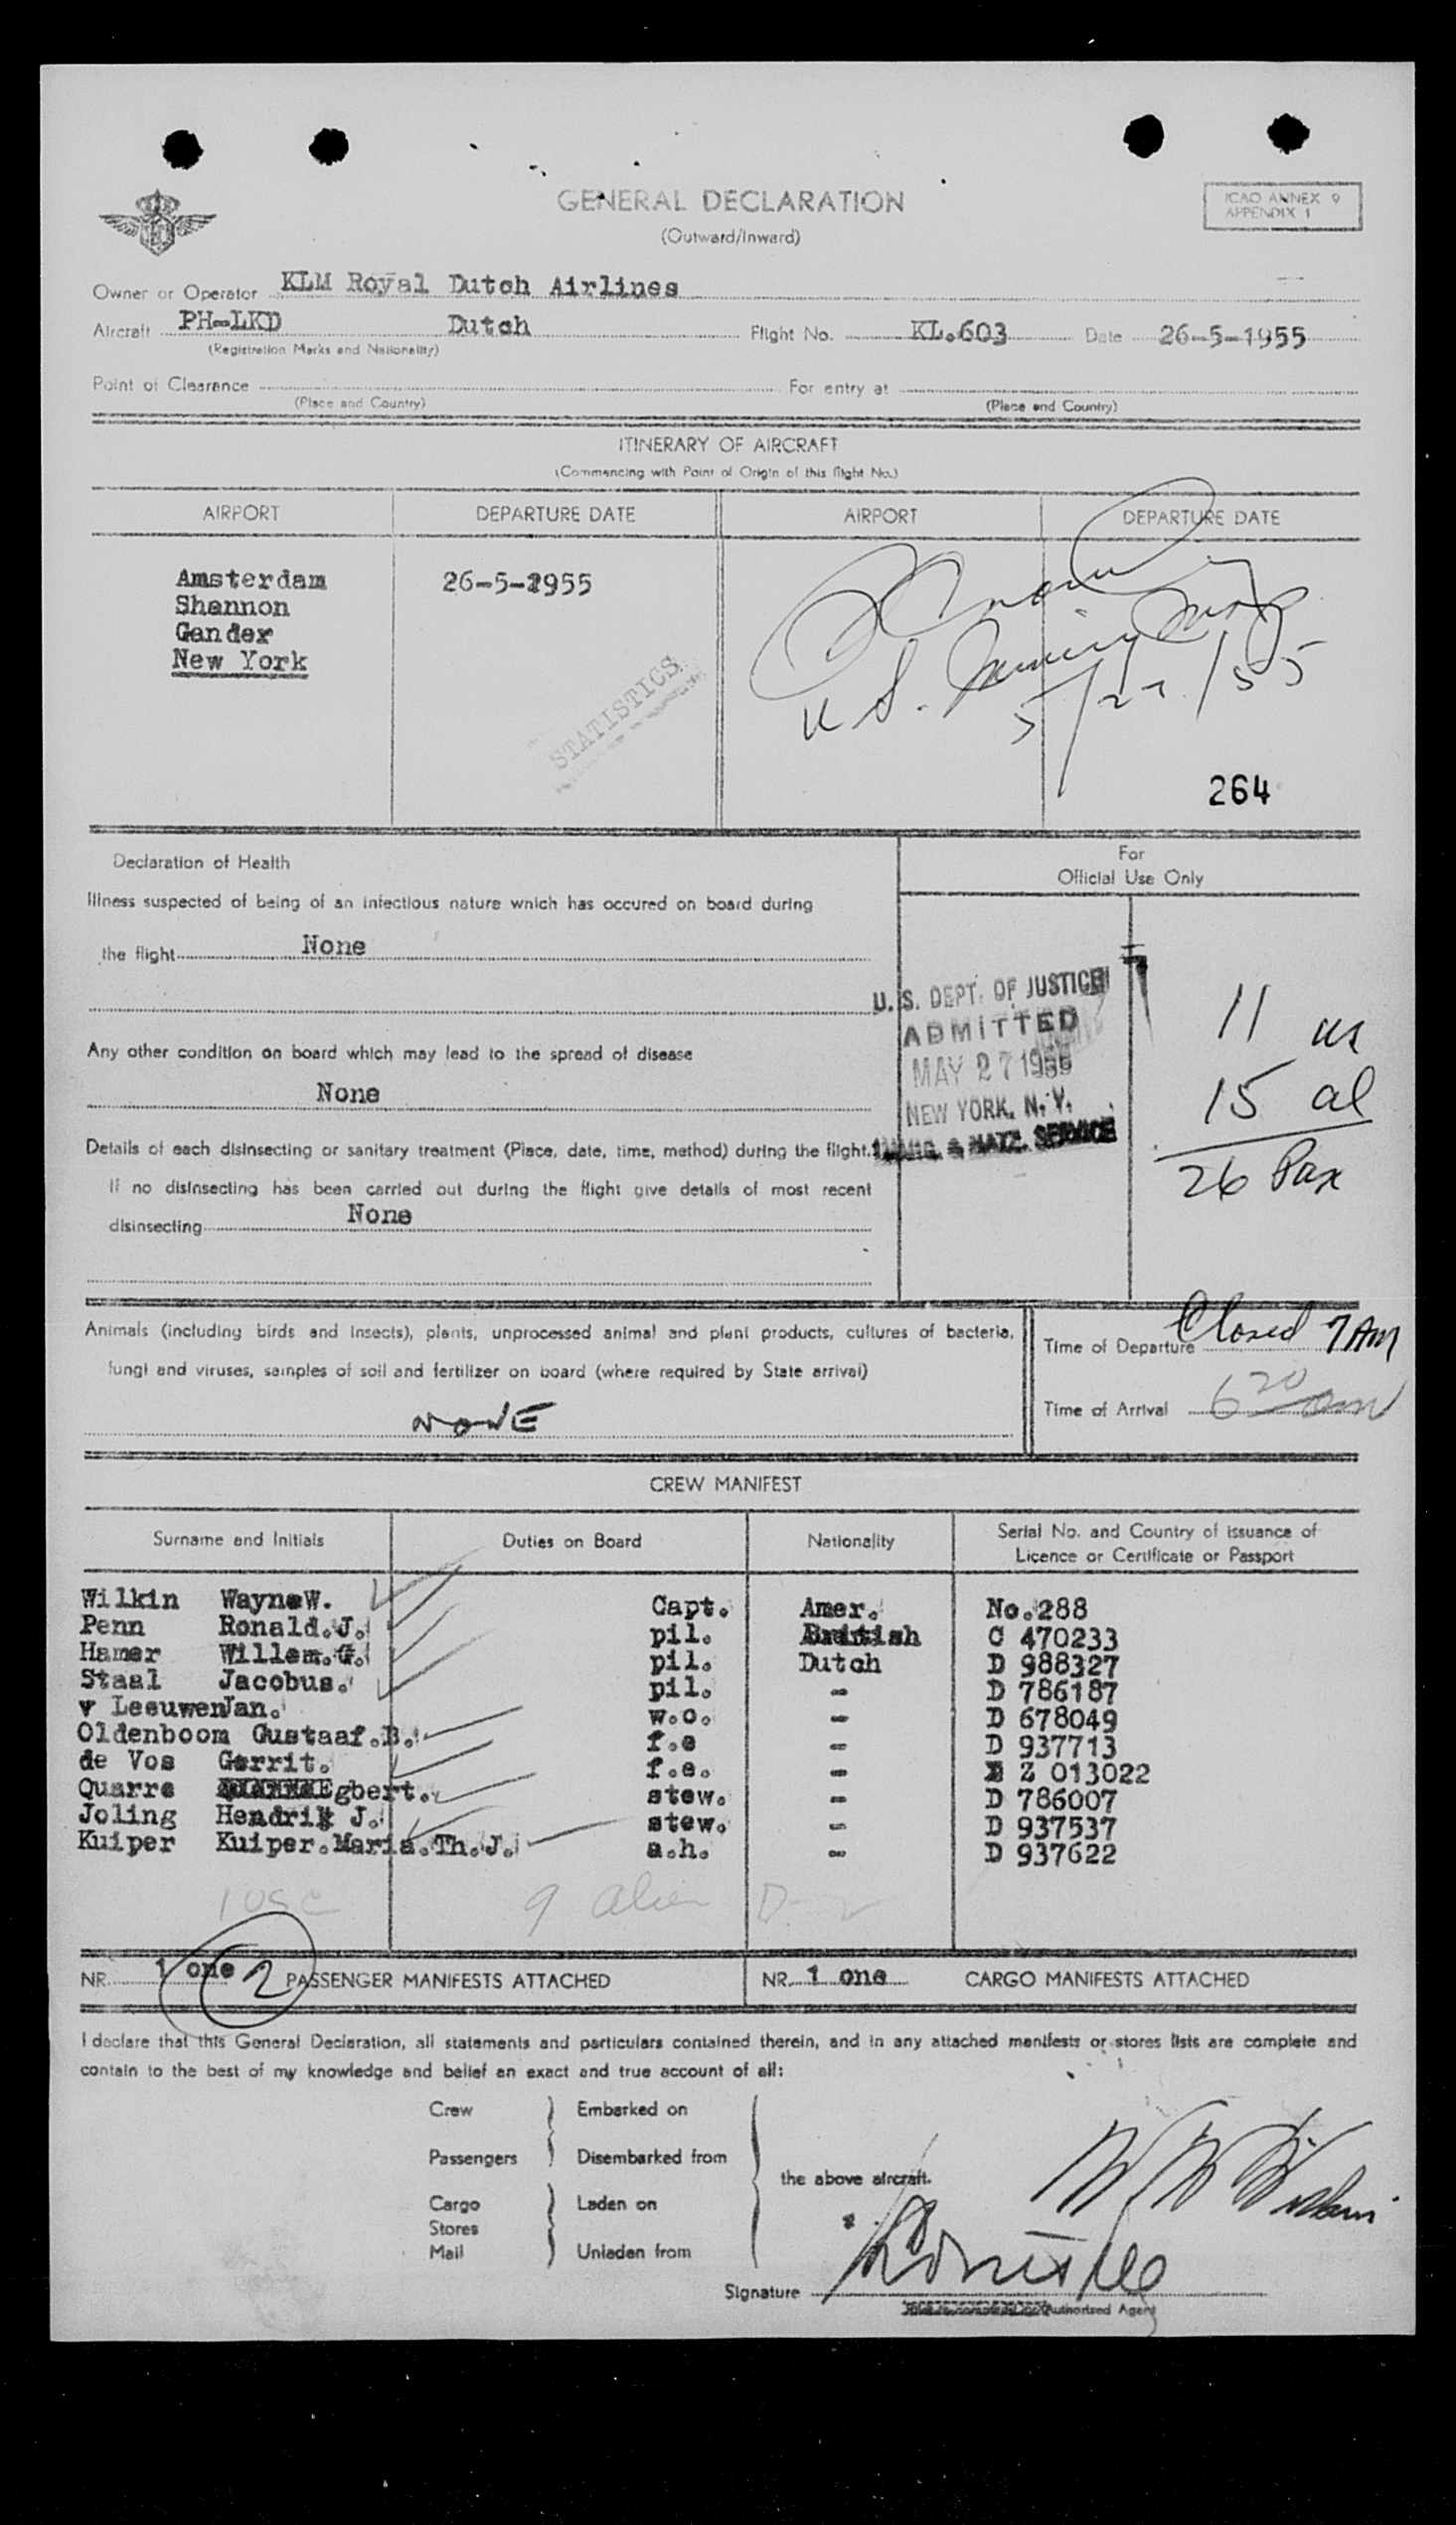 GENERAL DECLARATION
(Outward/Inward)
ICAO ANNEX 9
APPENDIX 1
Owner or Operator KLM Royal Dutch Airlines
Aircraft PH-LKD Dutch Flight No. KL.603 Date 26-5-1955
(Registration Marks and Nationality)
Point of Clearance For entry at
(Place and Country) (Place and Country)
ITINERARY OF AIRCRAFT
(Commencing with Point of Origin of this flight No.)
AIRPORT DEPARTURE DATE AIRPORT DEPARTURE DATE
Amsterdam 26-5-1955
Shannon
Gander
New York
STATISTICS
U S.
5/27/55
264
Declaration of Health
For
Official Use Only
Illness suspected of being of an infectious nature which has occured on board during
the flight None
Any other condition on board which may lead to the spread of disease
None
Details of each disinsecting or sanitary treatment (Place, date, time, method) during the flight.
If no disinsecting has been carried out during the flight give details of most recent
disinsecting None
U. S. DEPT. OF JUSTICE
ADMITTED
MAY 27 1955
NEW YORK, N. Y.
IMMIG. & NATZ. SERVICE
11 us
15 al
26 Pax
Animals (including birds and insects), plants, unprocessed animal and plant products, cultures of bacteria,
fungi and viruses, samples of soil and fertilizer on board (where required by State arrival)
NONE
Time of Departure Closed 7 AM
Time of Arrival 6 20 am
CREW MANIFEST
Surname and Initials Duties on Board Nationality Serial No. and Country of issuance of
Licence or Certificate or Passport
Wilkin WayneW. Capt. Amer. No.288
Penn Ronald.J. pil. British C 470233
Hamer Willem.G. pil. Dutch D 988327
Staal Jacobus. pil. - D 786187
v LeeuwenJan. w.o. - D 678049
Oldenboom Gustaaf.B. f.e - D 937713
de Vos Gerrit. f.e. - Z 013022
Quarre Egbert. stew. - D 786007
Joling Hendrik J. stew. - D 937537
Kuiper Kuiper.Maria.Th.J. a.h. - D 937622
1 USC 9 alien D-
NR. 1 one 2 PASSENGER MANIFESTS ATTACHED NR. 1 one CARGO MANIFESTS ATTACHED
I declare that this General Declaration, all statements and particulars contained therein, and in any attached manifests or stores lists are complete and
contain to the best of my knowledge and belief an exact and true account of all:
Crew } Embarked on
Passengers } Disembarked from
the above aircraft.
Cargo } Laden on
Stores
Mail } Unladen from
Signature
Authorized Agent